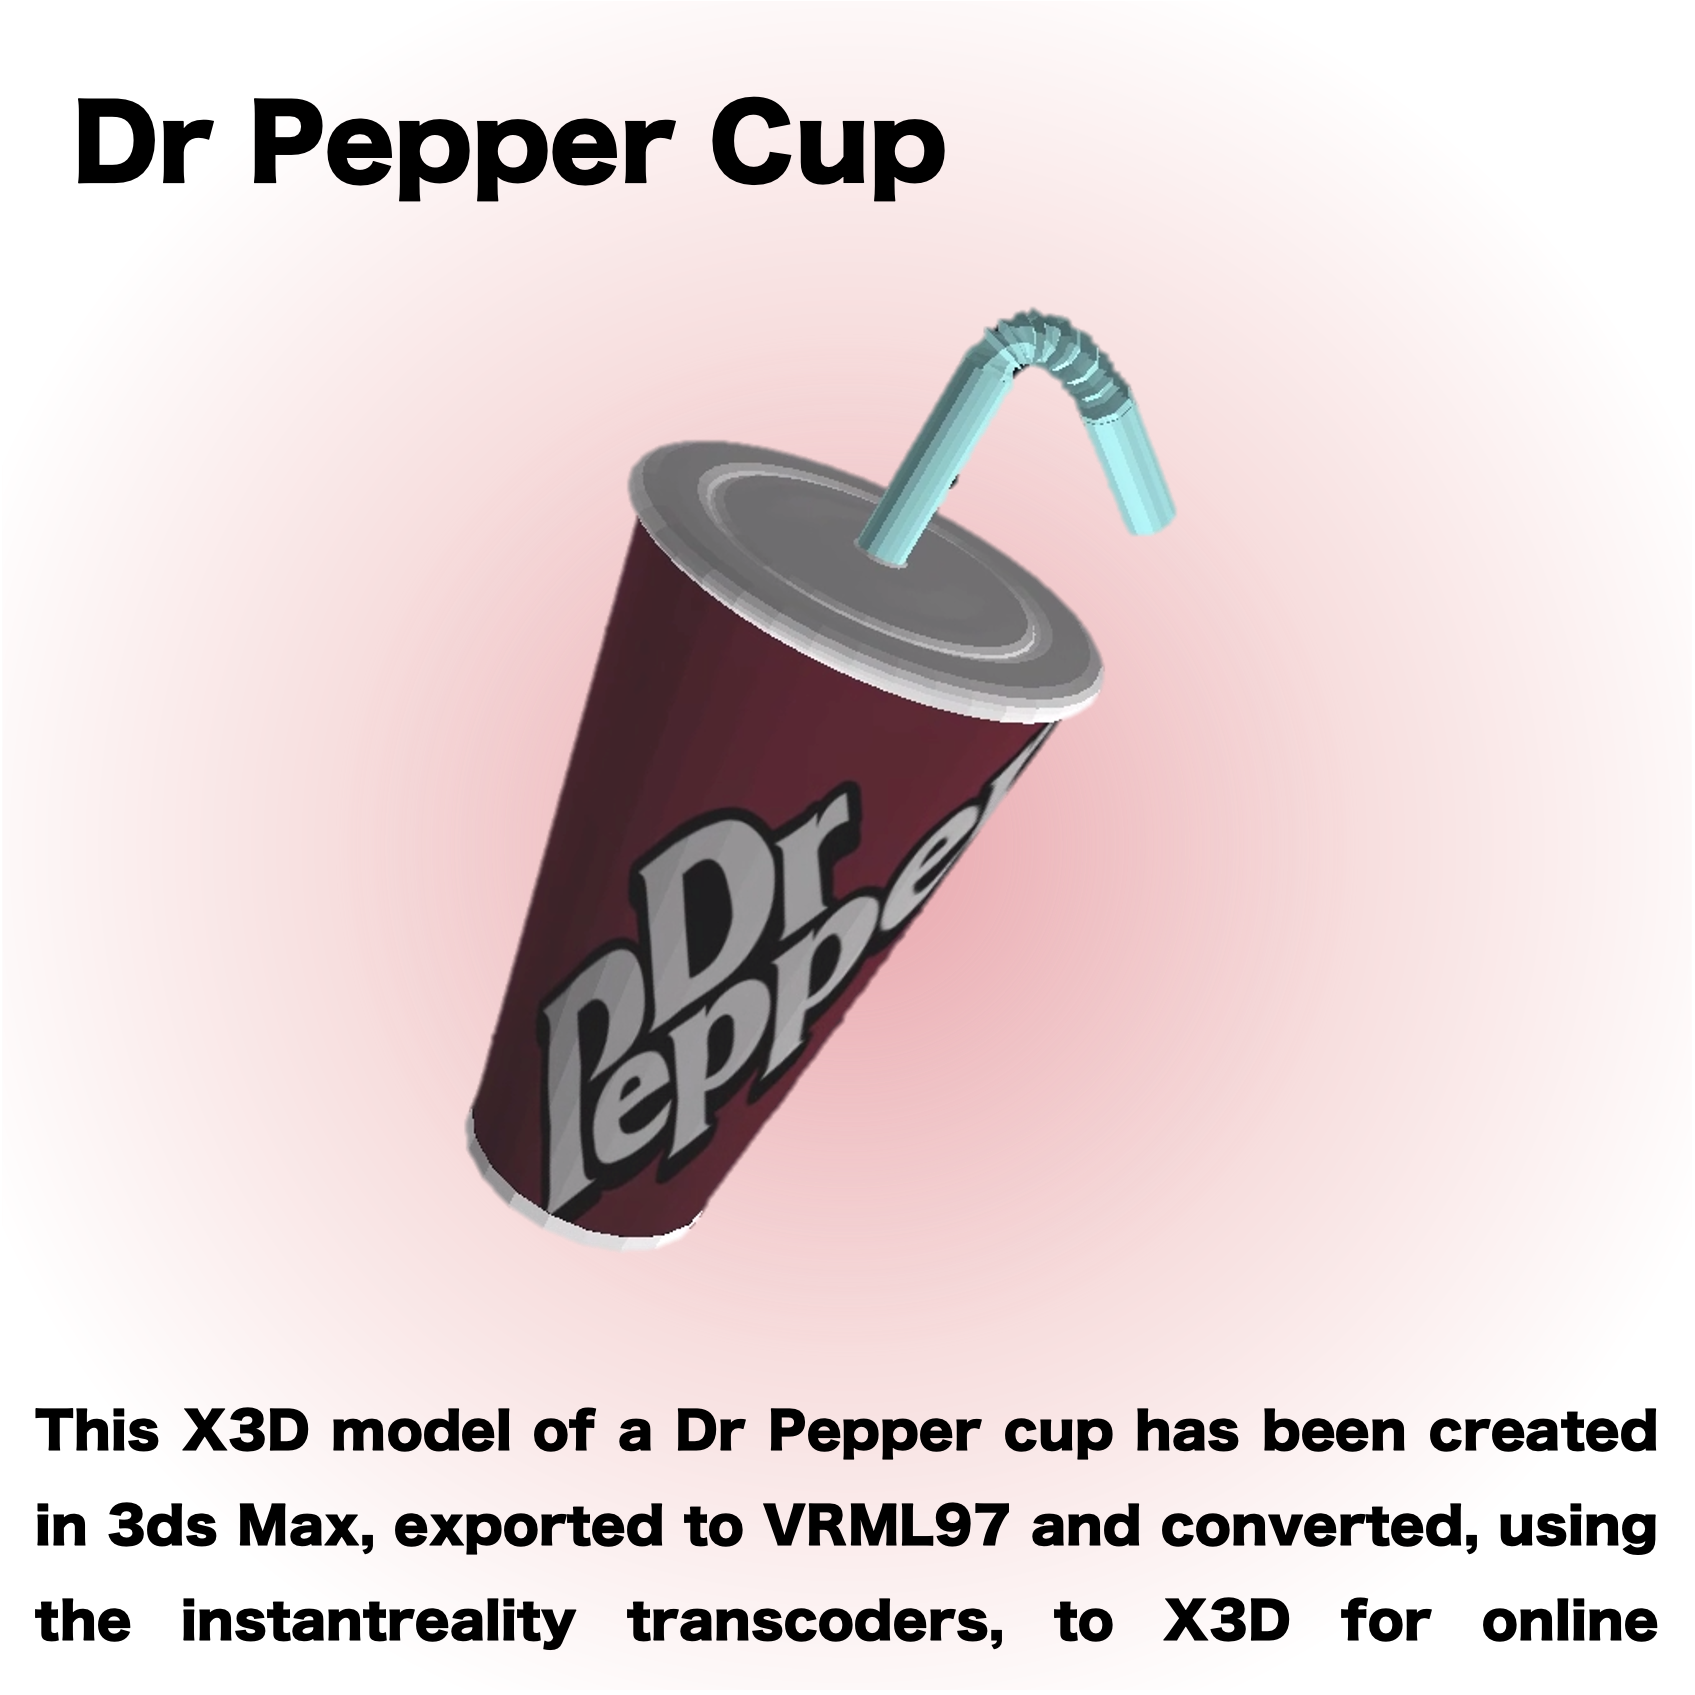 Dr Pepper Cup
Dr
Pepper
This X3D model of a Dr Pepper cup has been created
in 3ds Max, exported to VRML97 and converted, using
the instantreality transcoders, to X3D for online